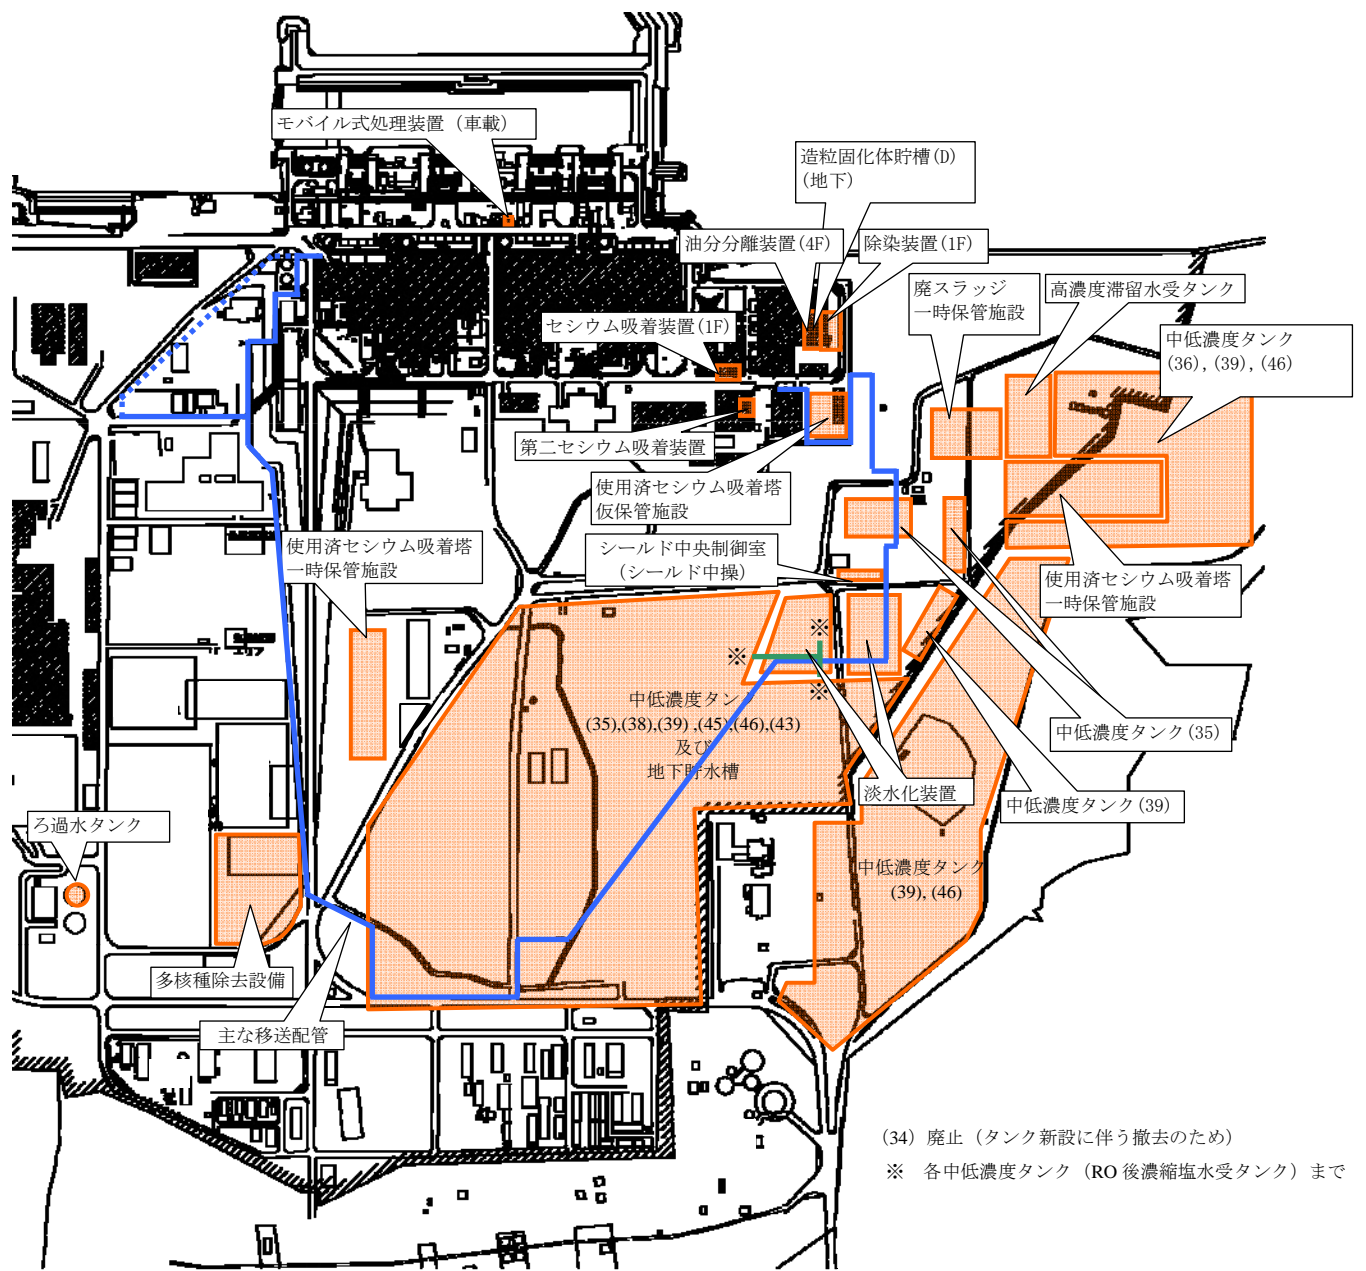 モバイル式処理装置（車載）
造粒固化体貯槽(D)
(地下)
油分分離装置(4F)
除染装置(1F)
廃スラッジ
一時保管施設
高濃度滞留水受タンク
中低濃度タンク
(36), (39), (46)
セシウム吸着装置(1F)
第二セシウム吸着装置
使用済セシウム吸着塔
仮保管施設
シールド中央制御室
（シールド中操）
使用済セシウム吸着塔
一時保管施設
使用済セシウム吸着塔
一時保管施設
エリア
※
※
※
中低濃度タンク
(35),(38),(39) ,(45),(46),(43)
及び
地下貯水槽
中低濃度タンク(35)
淡水化装置
中低濃度タンク(39)
ろ過水タンク
中低濃度タンク
(39), (46)
多核種除去設備
主な移送配管
(34) 廃止（タンク新設に伴う撤去のため）
※　各中低濃度タンク（RO 後濃縮塩水受タンク）まで